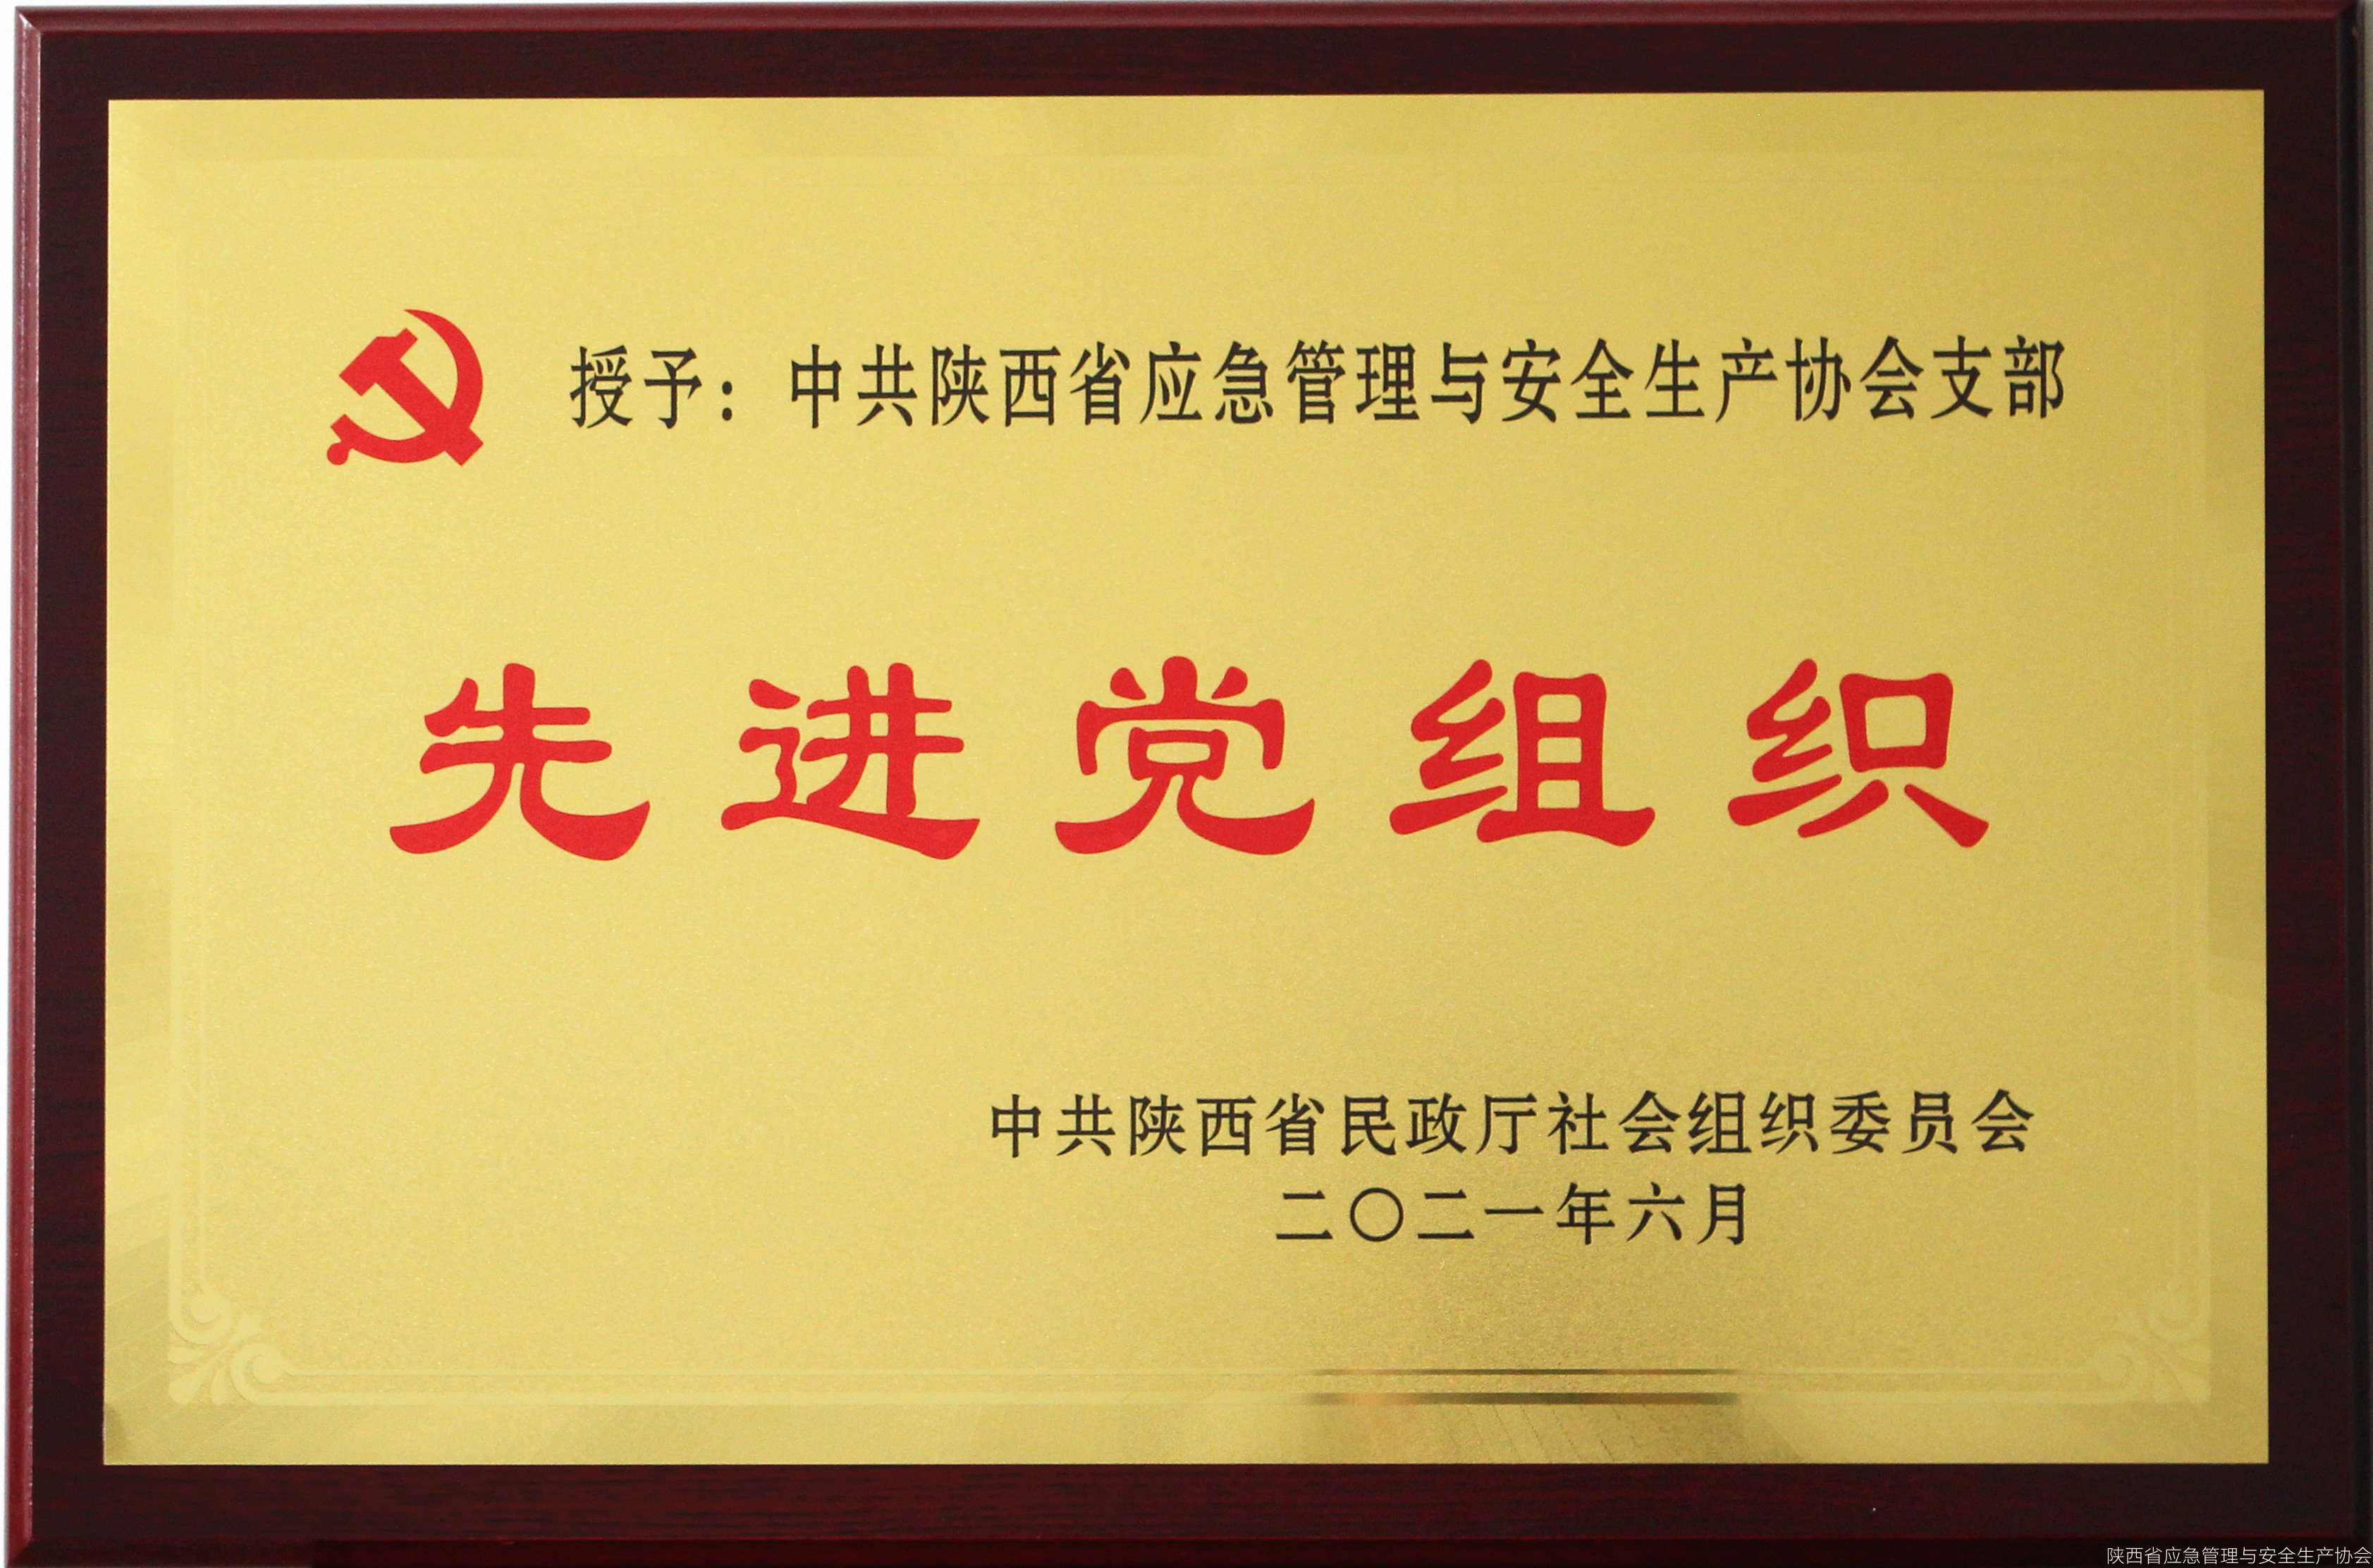 授予：中共陕西省应急管理与安全生产协会支部
先进党组织
中共陕西省民政厅社会组织委员会
二〇二一年六月
陕西省应急管理与安全生产协会